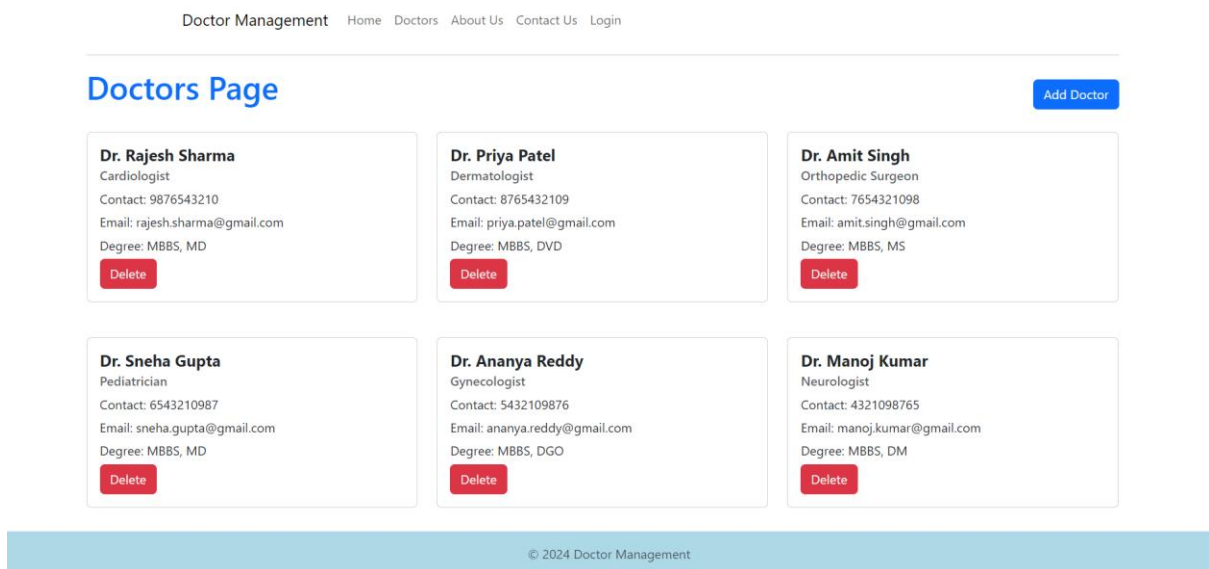 Doctor Management Home Doctors About Us Contact Us Login
Doctors Page
Add Doctor
Dr. Rajesh Sharma
Cardiologist
Contact: 9876543210
Email: rajesh.sharma@gmail.com
Degree: MBBS, MD
Delete
Dr. Priya Patel
Dermatologist
Contact: 8765432109
Email: priya.patel@gmail.com
Degree: MBBS, DVD
Delete
Dr. Amit Singh
Orthopedic Surgeon
Contact: 7654321098
Email: amit.singh@gmail.com
Degree: MBBS, MS
Delete
Dr. Sneha Gupta
Pediatrician
Contact: 6543210987
Email: sneha.gupta@gmail.com
Degree: MBBS, MD
Delete
Dr. Ananya Reddy
Gynecologist
Contact: 5432109876
Email: ananya.reddy@gmail.com
Degree: MBBS, DGO
Delete
Dr. Manoj Kumar
Neurologist
Contact: 4321098765
Email: manoj.kumar@gmail.com
Degree: MBBS, DM
Delete
© 2024 Doctor Management